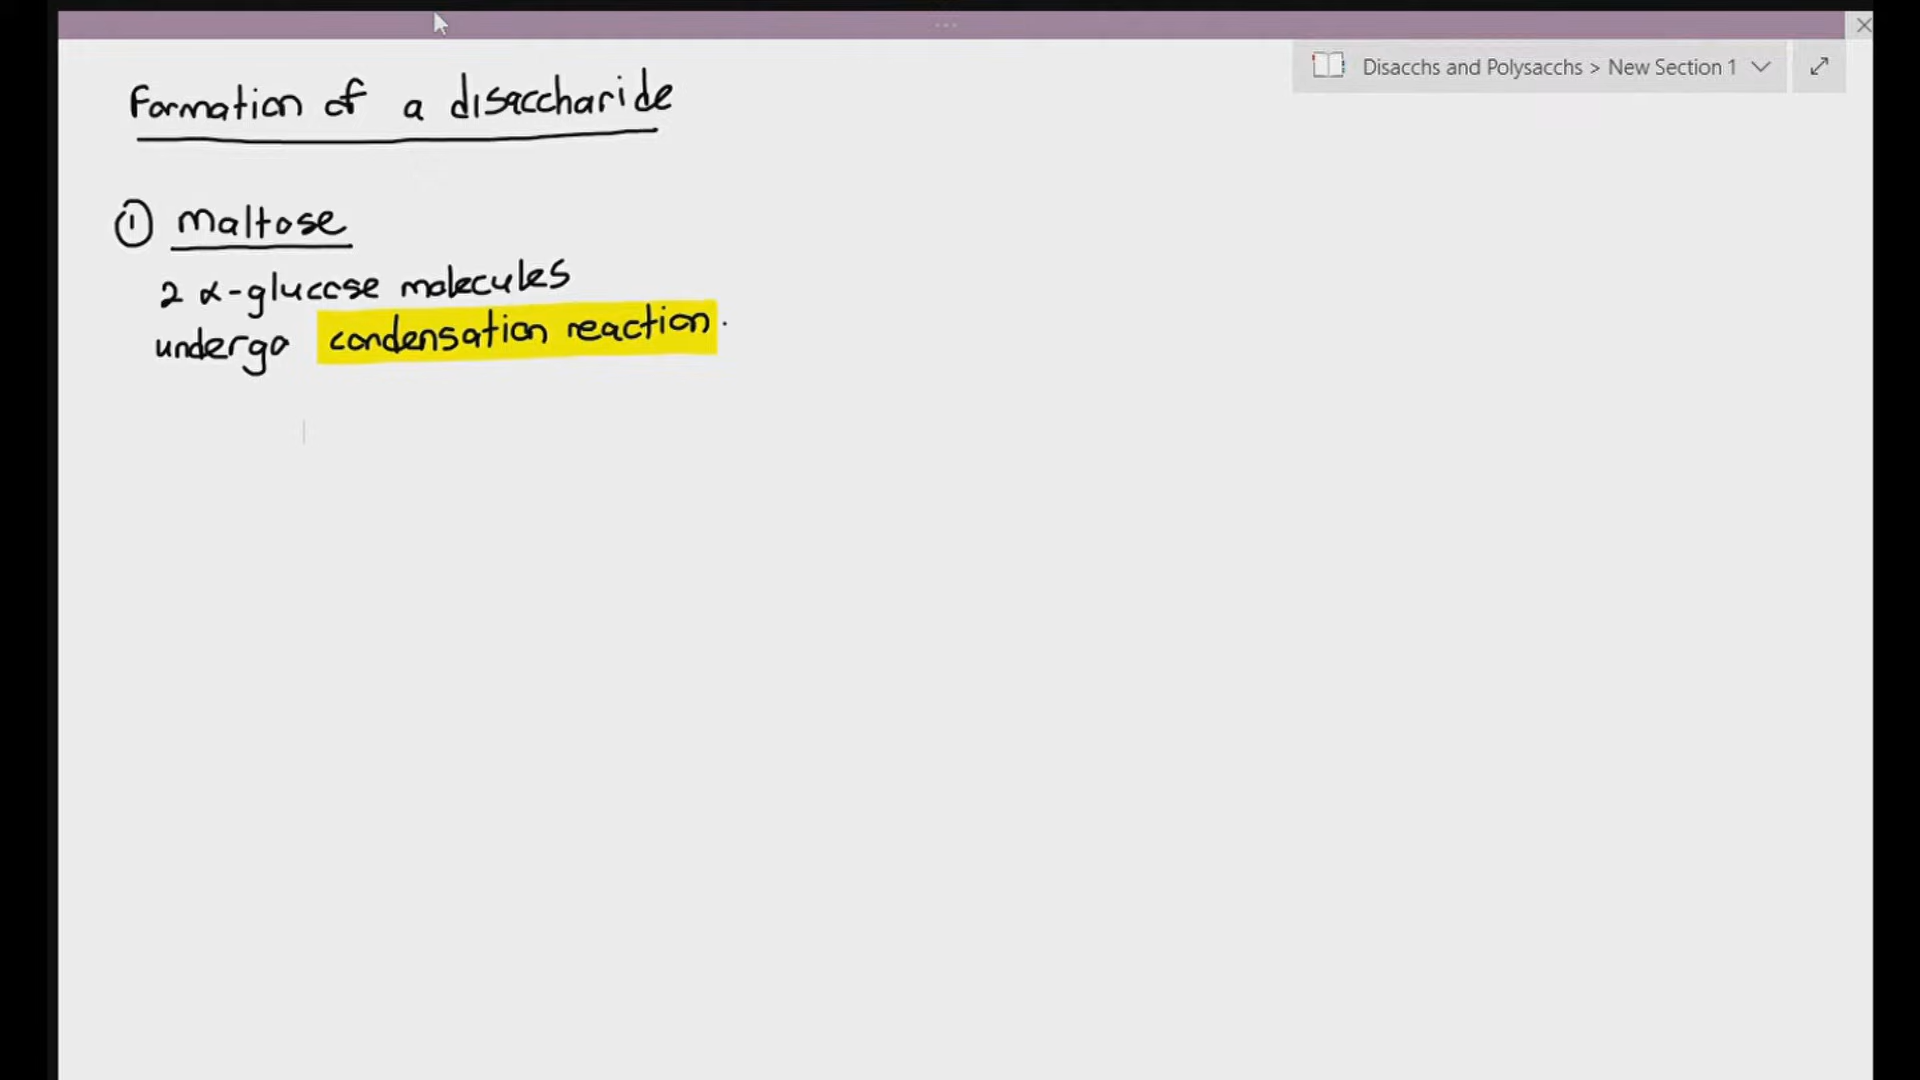 Disacchs and Polysacchs > New Section 1
Formation of a disaccharide
① Maltose
2 α-glucose molecules
undergo condensation reaction.